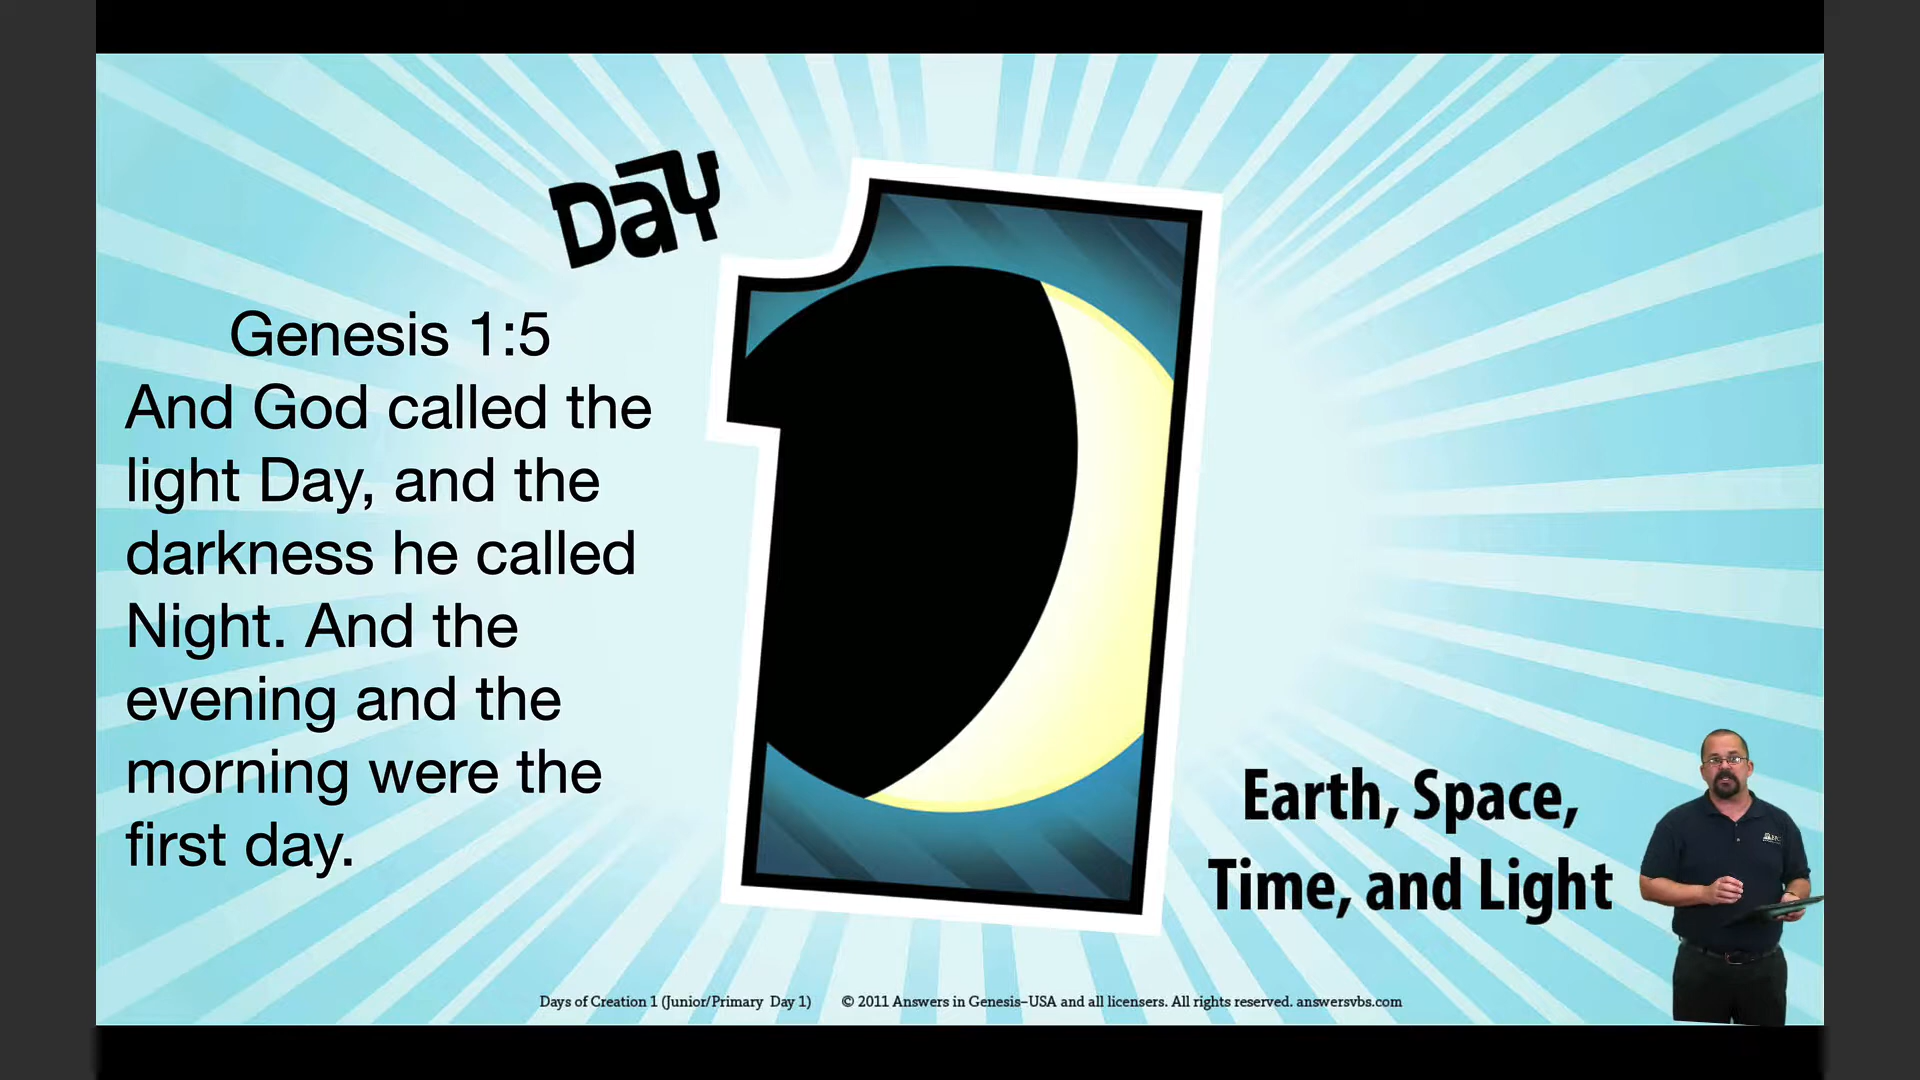 Day
1
Genesis 1:5
And God called the
light Day, and the
darkness he called
Night. And the
evening and the
morning were the
first day.
Earth, Space,
Time, and Light
Days of Creation 1 (Junior/Primary Day 1) © 2011 Answers in Genesis–USA and all licensers. All rights reserved. answersvbs.com